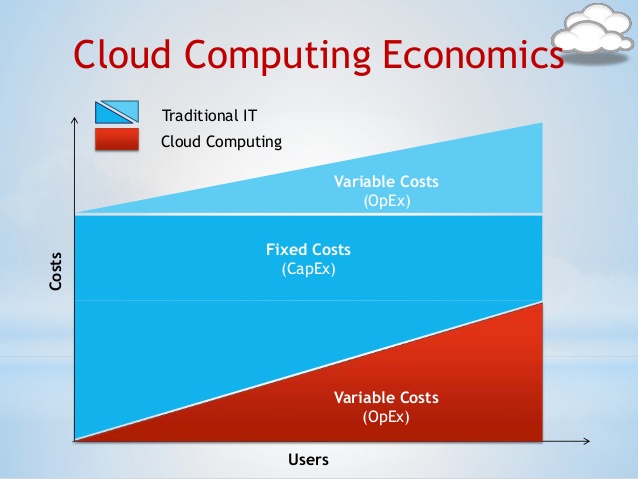 Cloud Computing Economics
Traditional IT
Cloud Computing
Variable Costs
(OpEx)
Fixed Costs
(CapEx)
Costs
Variable Costs
(OpEx)
Users